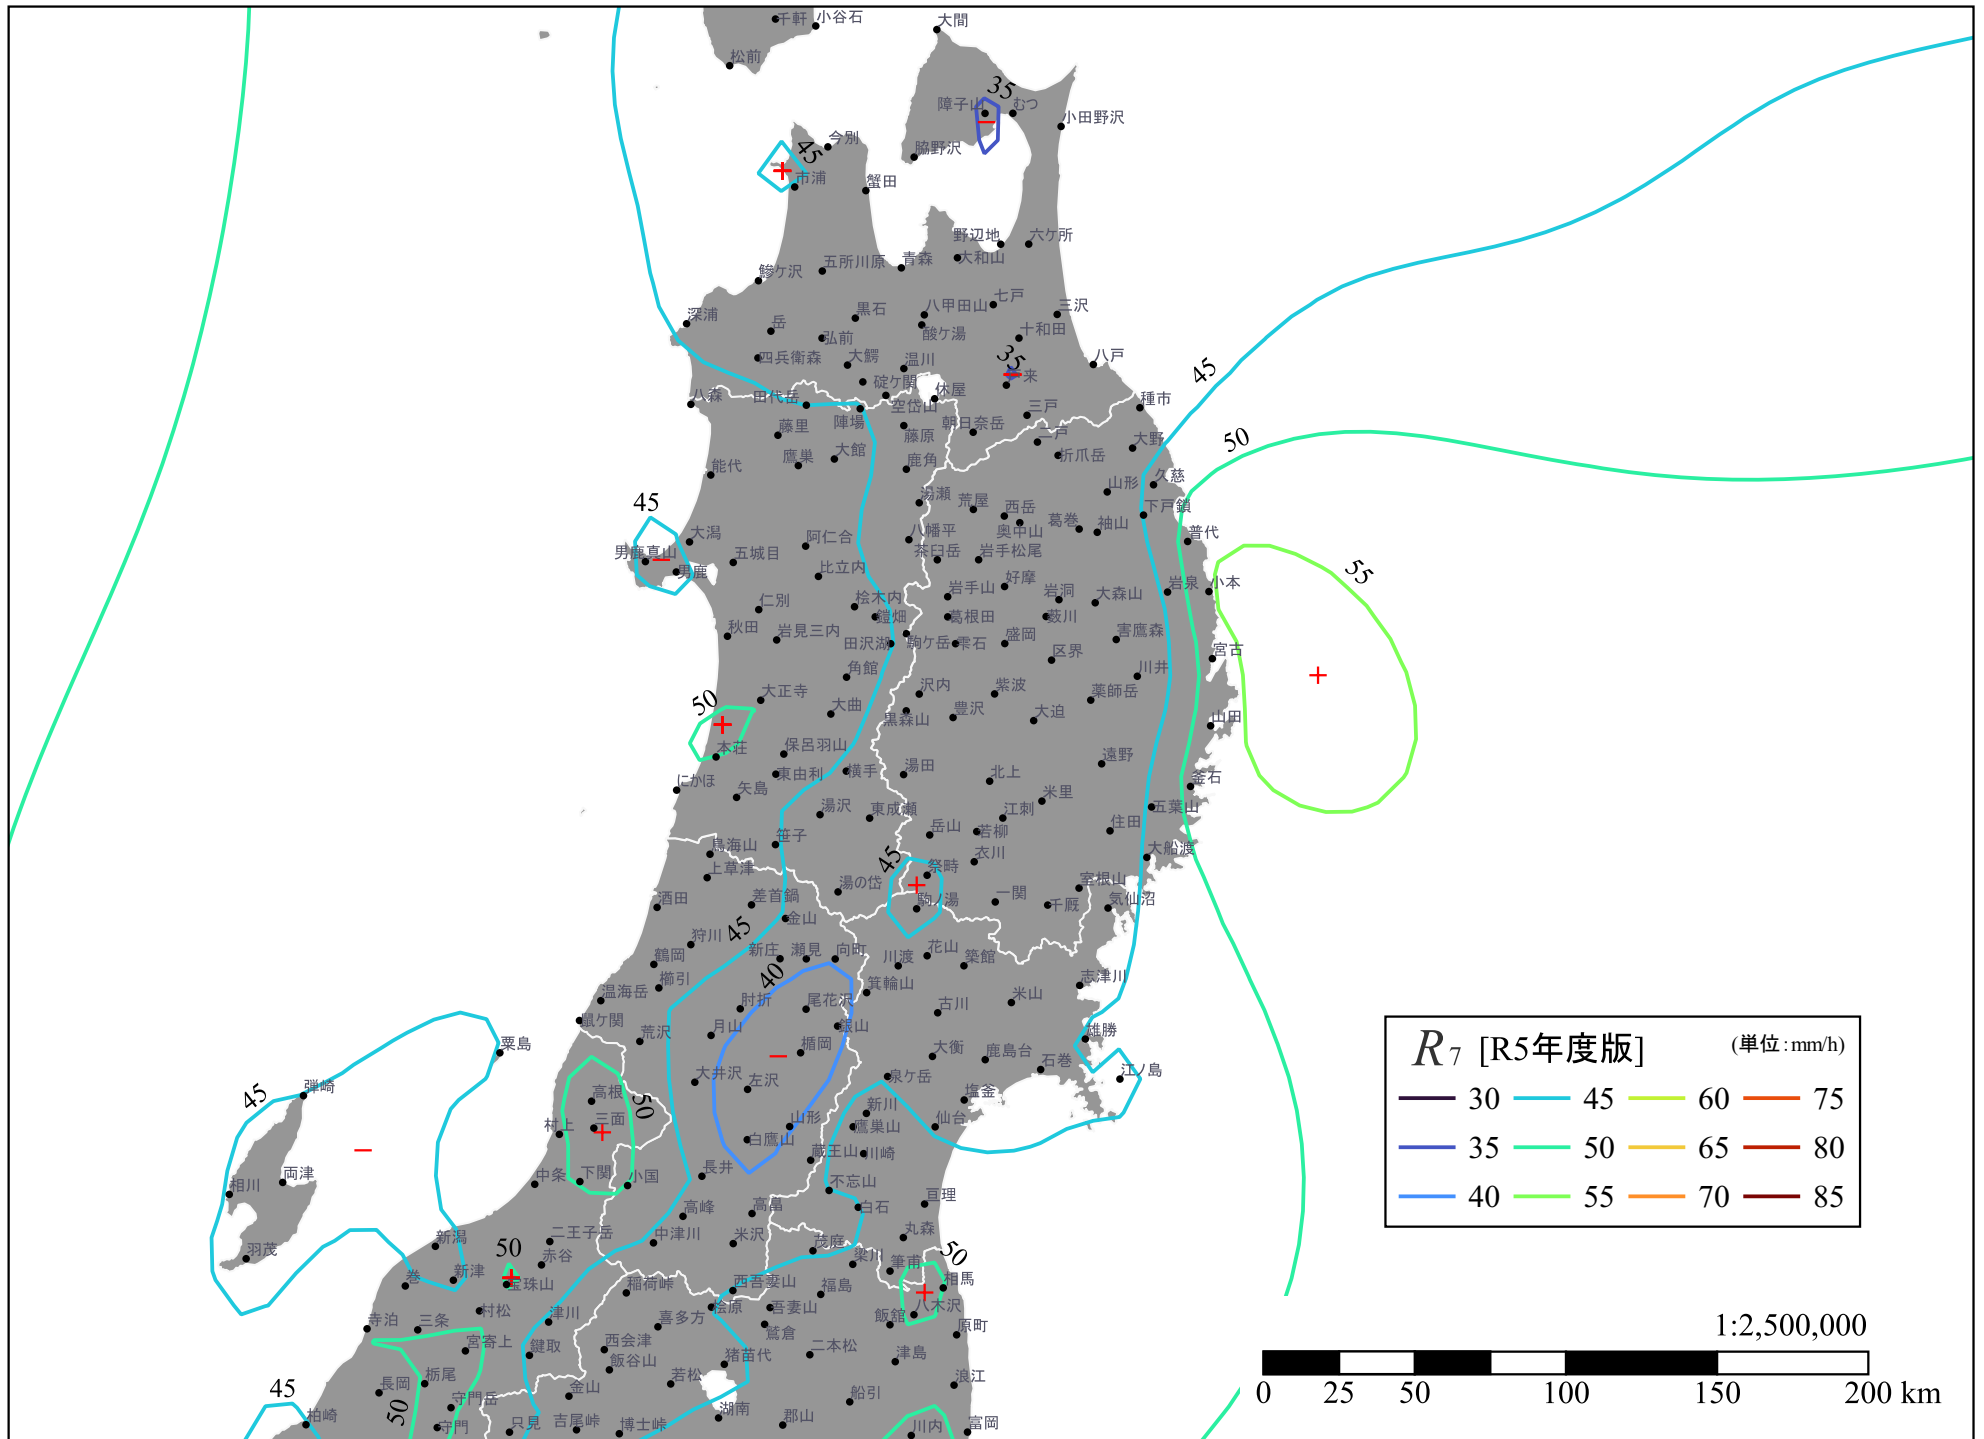 千軒
小谷石
大間
松前
35
障子山
むつ
小田野沢
今別
45
脇野沢
市浦
蟹田
野辺地
六ケ所
五所川原
青森
大和山
鰺ケ沢
七戸
八甲田山
三沢
深浦
岳
黒石
弘前
酸ケ湯
十和田
四兵衛森
大鰐
温川
35
八戸
45
碇ケ関
休屋
八森
田代岳
空岱山
種市
陣場
三戸
藤里
藤原
朝日奈岳
二戸
大野
50
大館
鷹巣
鹿角
折爪岳
能代
久慈
山形
湯瀬
荒屋
西岳
下戸鎖
45
大潟
八幡平
奥中山
葛巻
袖山
普代
阿仁合
男鹿真山
茶臼岳
岩手松尾
五城目
男鹿
比立内
好摩
55
岩手山
岩洞
大森山
岩泉
小本
仁別
桧木内
鎧畑
葛根田
薮川
秋田
岩見三内
田沢湖
駒ケ岳
雫石
盛岡
害鷹森
区界
宮古
角館
川井
大正寺
沢内
紫波
薬師岳
50
大曲
黒森山
豊沢
大迫
山田
本荘
保呂羽山
遠野
にかほ
東由利
横手
湯田
北上
釜石
矢島
米里
湯沢
東成瀬
江刺
五葉山
岳山
若柳
住田
笹子
鳥海山
大船渡
45
衣川
上草津
祭畤
湯の岱
室根山
酒田
差首鍋
駒ノ湯
一関
千厩
気仙沼
金山
45
狩川
新庄
瀬見
向町
花山
鶴岡
川渡
築館
40
櫛引
志津川
温海岳
肘折
尾花沢
箕輪山
古川
米山
鼠ケ関
荒沢
月山
銀山
雄勝
粟島
楯岡
大衡
鹿島台
石巻
江ノ島
45
弾崎
高根
50
大井沢
左沢
泉ケ岳
塩釜
三面
新川
村上
山形
鷹巣山
仙台
白鷹山
蔵王山
川崎
両津
中条
下関
小国
長井
相川
不忘山
高峰
高畠
白石
亘理
二王子岳
中津川
米沢
丸森
新潟
50
赤谷
茂庭
梁川
筆甫
50
羽茂
巻
新津
宝珠山
稲荷峠
西吾妻山
福島
相馬
寺泊
三条
村松
津川
桧原
吾妻山
八木沢
喜多方
鷲倉
飯舘
原町
宮寄上
鍵取
西会津
二本松
猪苗代
津島
飯谷山
長岡
栃尾
若松
浪江
45
50
守門岳
金山
船引
柏崎
守門
只見
吉尾峠
博士峠
湖南
郡山
川内
富岡
R7 [R5年度版] (単位:mm/h)
30 45 60 75
35 50 65 80
40 55 70 85
1:2,500,000
0 25 50 100 150 200 km